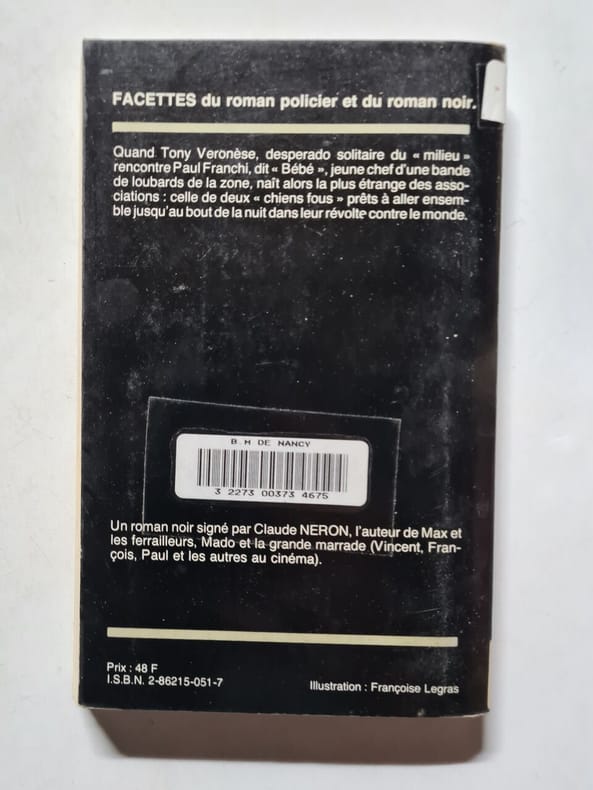 FACETTES du roman policier et du roman noir.
Quand Tony Veronèse, desperado solitaire du « milieu »
rencontre Paul Franchi, dit « Bébé », jeune chef d'une bande
de loubards de la zone, naît alors la plus étrange des asso-
ciations : celle de deux « chiens fous » prêts à aller ensem-
ble jusqu'au bout de la nuit dans leur révolte contre le monde.
B.M DE NANCY
3 2273 00373 4675
Un roman noir signé par Claude NERON, l'auteur de Max et
les ferrailleurs, Mado et la grande marrade (Vincent, Fran-
çois, Paul et les autres au cinéma).
Prix : 48 F
I.S.B.N. 2-86215-051-7
Illustration : Françoise Legras